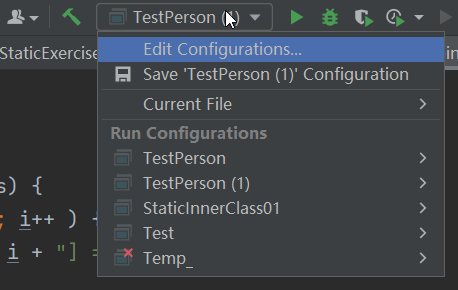 TestPerson (1)
StaticExercise
in
Edit Configurations...
Save 'TestPerson (1)' Configuration
Current File
Run Configurations
TestPerson
s) {
TestPerson (1)
; i++ ) {
StaticInnerClass01
Test
i + "] =
Temp_